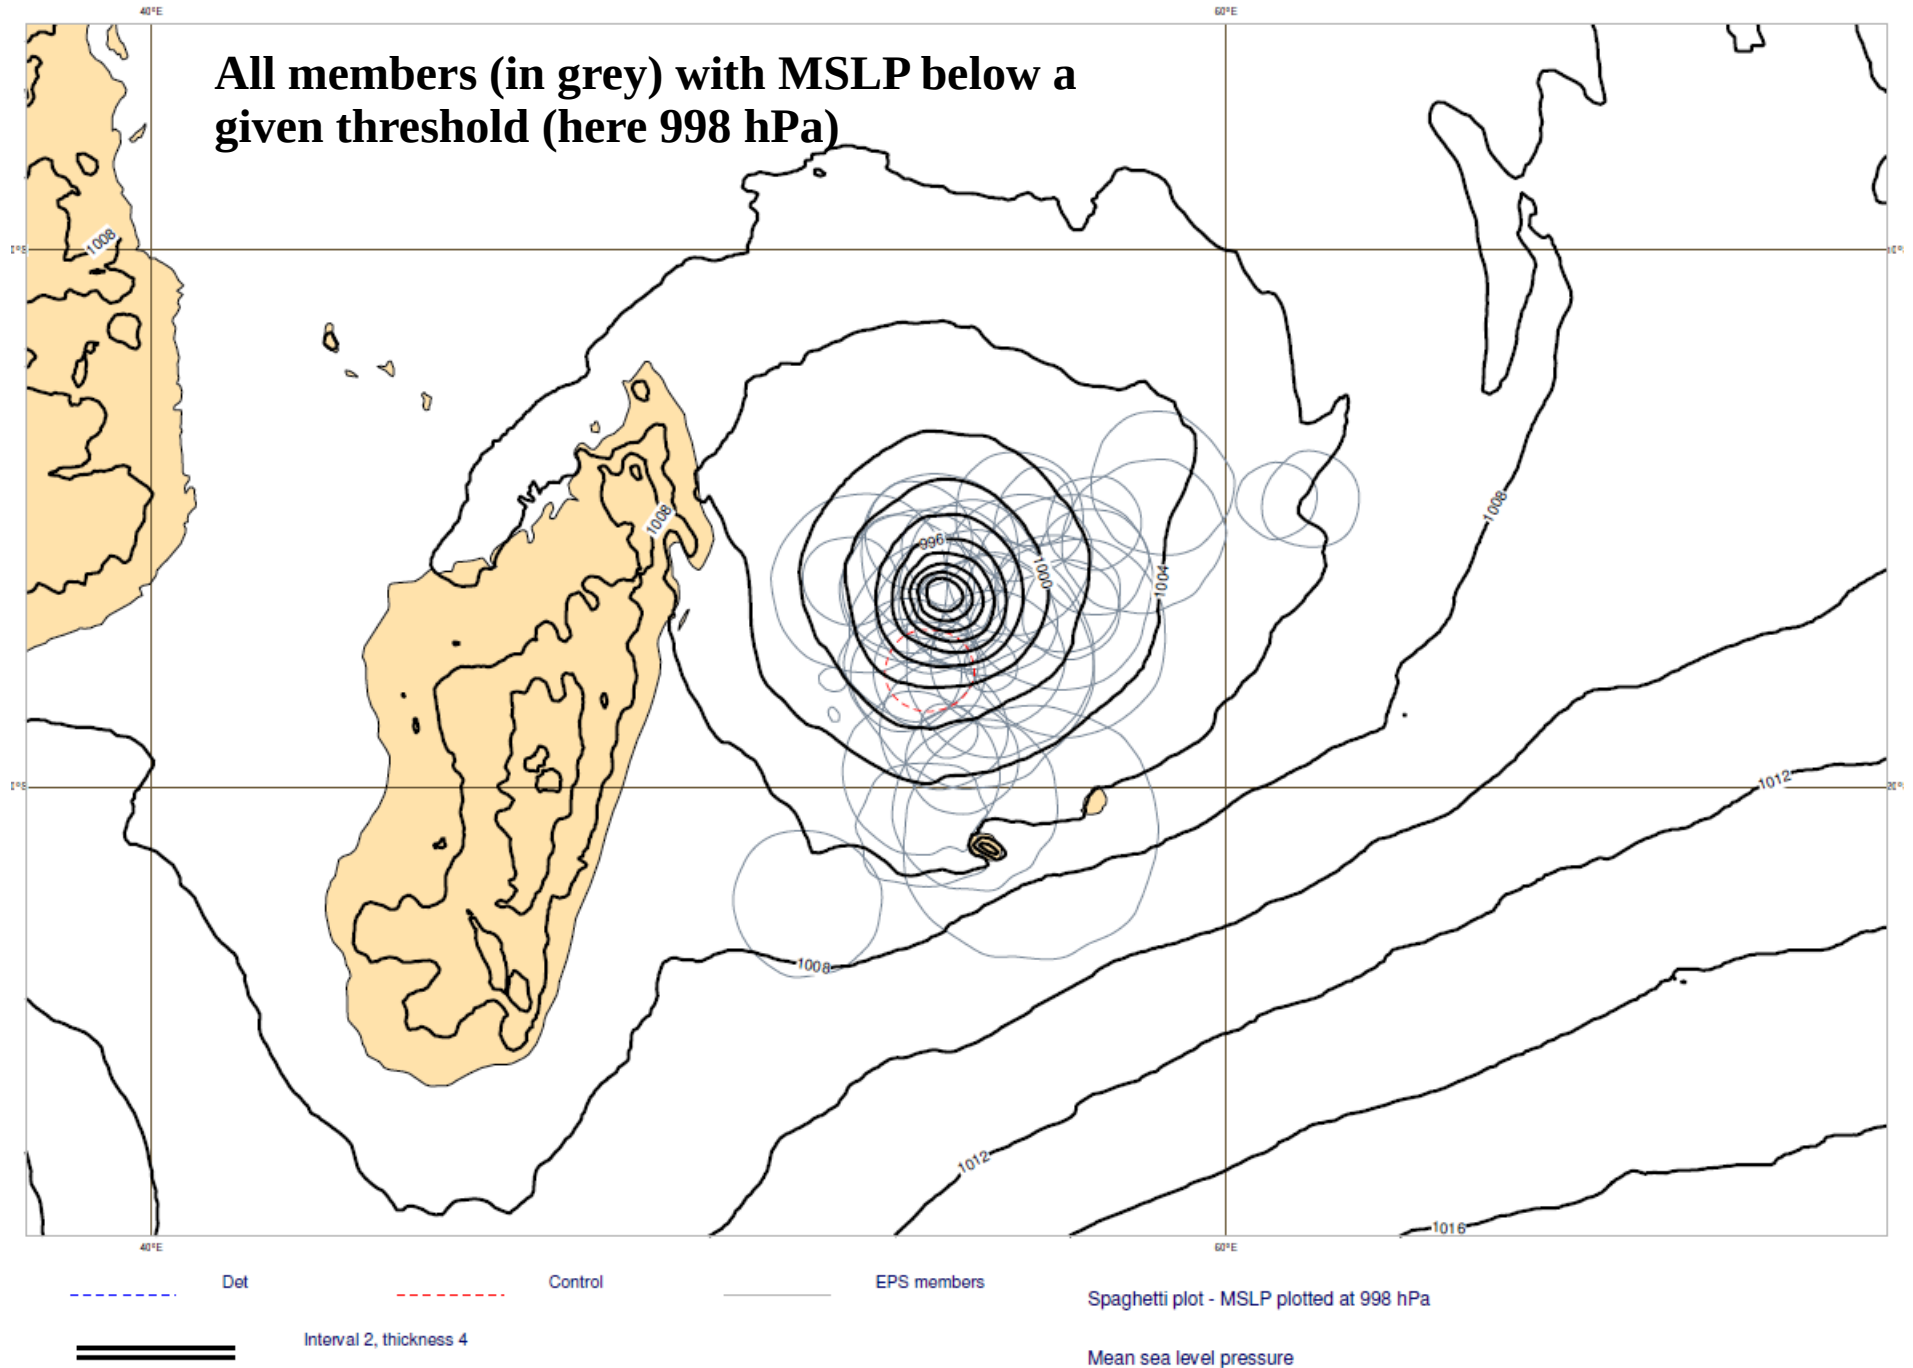 40°E 60°E
All members (in grey) with MSLP below a
given threshold (here 998 hPa)
1008
996
1008
1008
1000
1004
1012
1008
1012
1016
40°E 60°E
Det Control EPS members
Spaghetti plot - MSLP plotted at 998 hPa
Interval 2, thickness 4
Mean sea level pressure